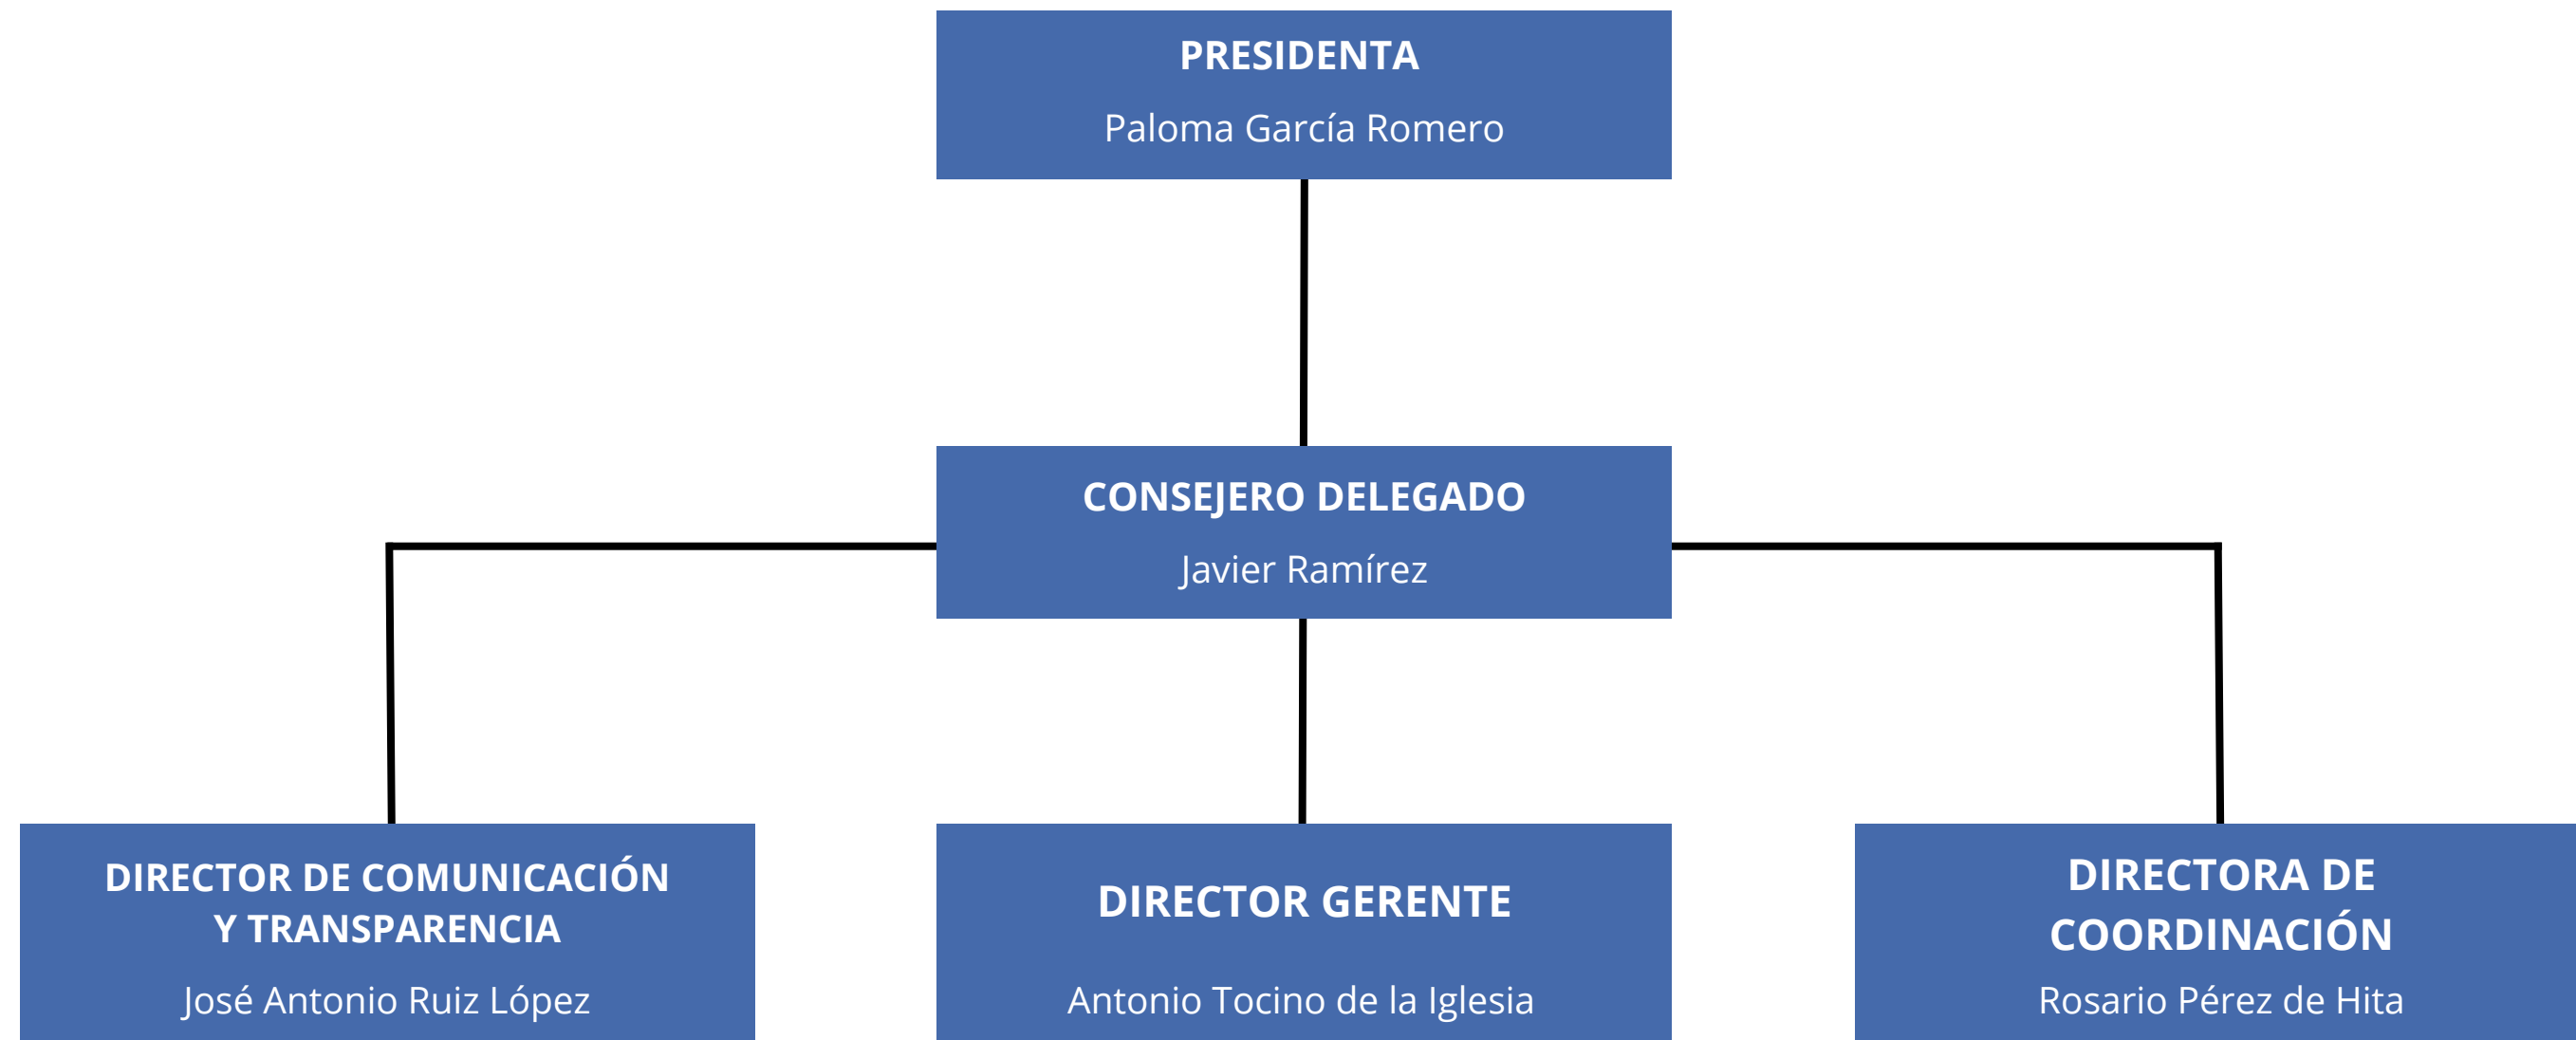 PRESIDENTA
Paloma García Romero
CONSEJERO DELEGADO
Javier Ramírez
DIRECTOR DE COMUNICACIÓN
Y TRANSPARENCIA
José Antonio Ruiz López
DIRECTOR GERENTE
Antonio Tocino de la Iglesia
DIRECTORA DE
COORDINACIÓN
Rosario Pérez de Hita